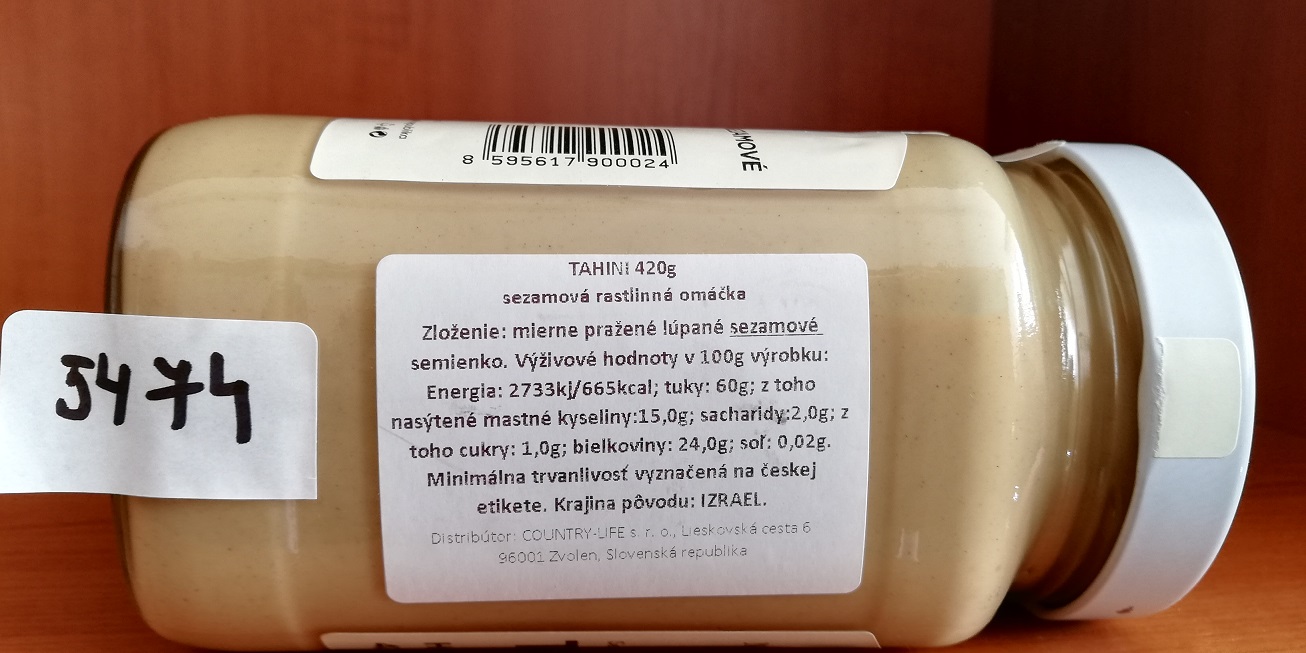 8 595617 900024
TAHINI 420g
sezamová rastlinná omáčka
Zloženie: mierne pražené lúpané sezamové
semienko. Výživové hodnoty v 100g výrobku:
Energia: 2733kj/665kcal; tuky: 60g; z toho
nasýtené mastné kyseliny:15,0g; sacharidy:2,0g; z
toho cukry: 1,0g; bielkoviny: 24,0g; soľ: 0,02g.
Minimálna trvanlivosť vyznačená na českej
etikete. Krajina pôvodu: IZRAEL.
Distribútor: COUNTRY-LIFE s. r. o., Lieskovská cesta 6
96001 Zvolen, Slovenská republika
5474